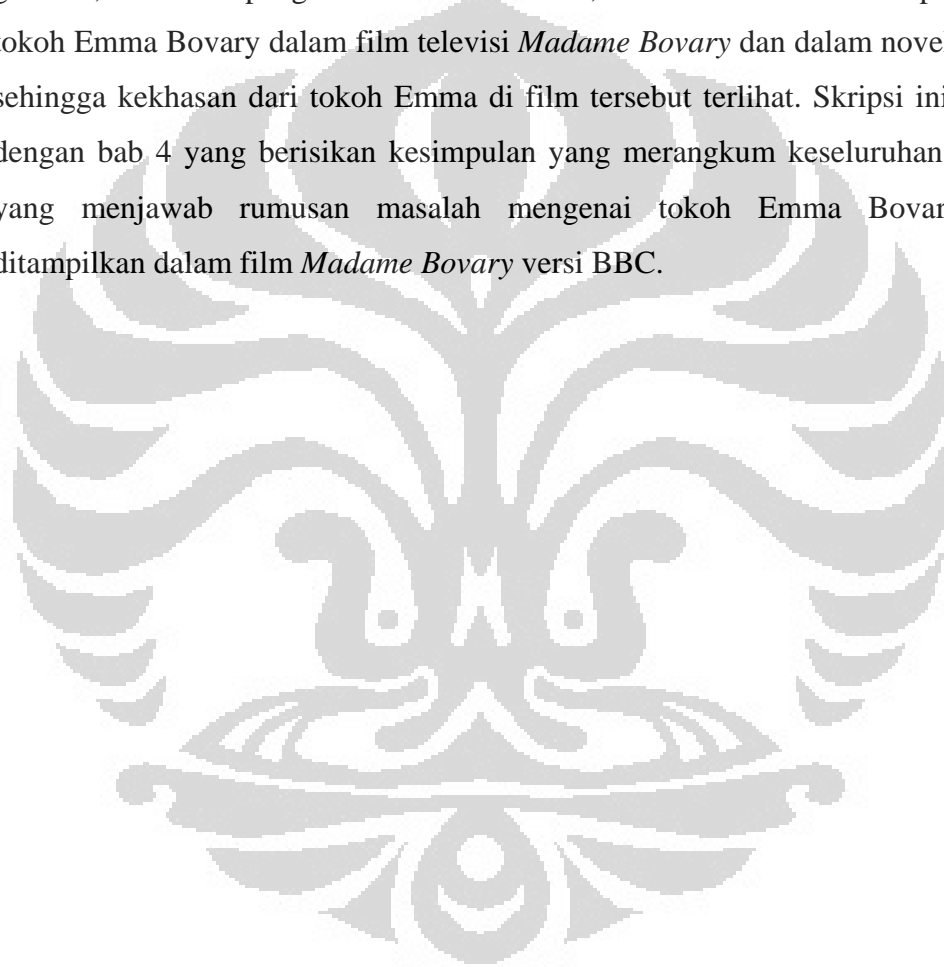 tokoh Emma Bovary dalam film televisi Madame Bovary dan dalam novel
sehingga kekhasan dari tokoh Emma di film tersebut terlihat. Skripsi ini
dengan bab 4 yang berisikan kesimpulan yang merangkum keseluruhan
yang menjawab rumusan masalah mengenai tokoh Emma
ditampilkan dalam film Madame Bovary versi BBC.